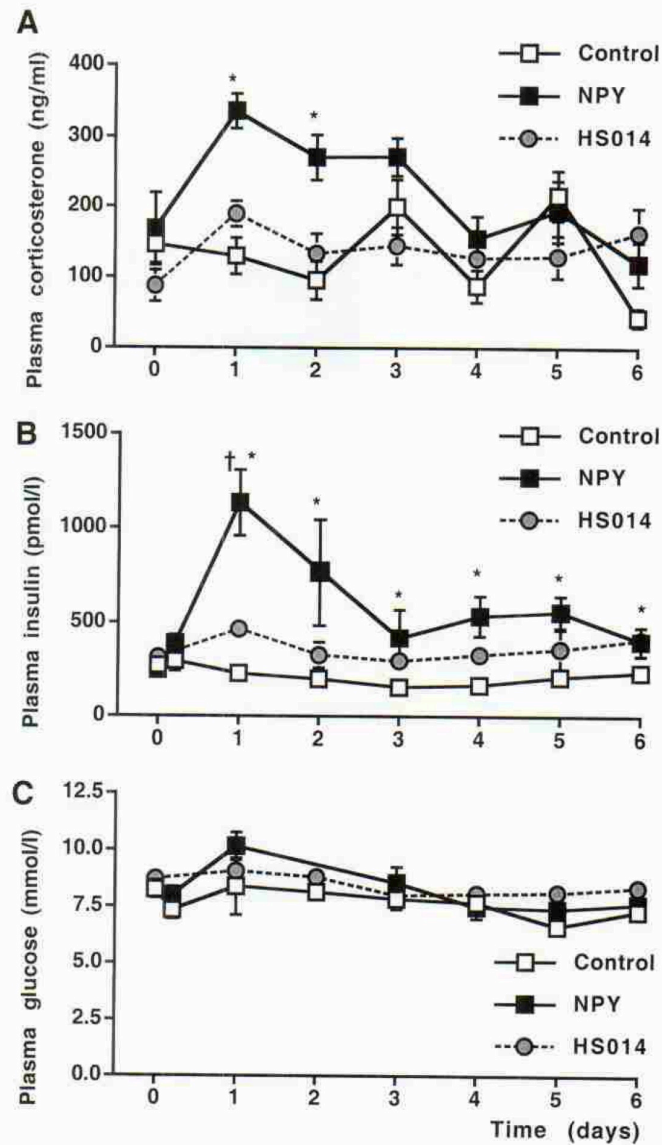 A
Plasma corticosterone (ng/ml)
400
300
200
100
0
* *
Control
NPY
HS014
0 1 2 3 4 5 6
B
Plasma insulin (pmol/l)
1500
1000
500
0
† * * * * * *
Control
NPY
HS014
0 1 2 3 4 5 6
C
Plasma glucose (mmol/l)
12.5
10.0
7.5
5.0
2.5
0.0
Control
NPY
HS014
0 1 2 3 4 5 6
Time (days)